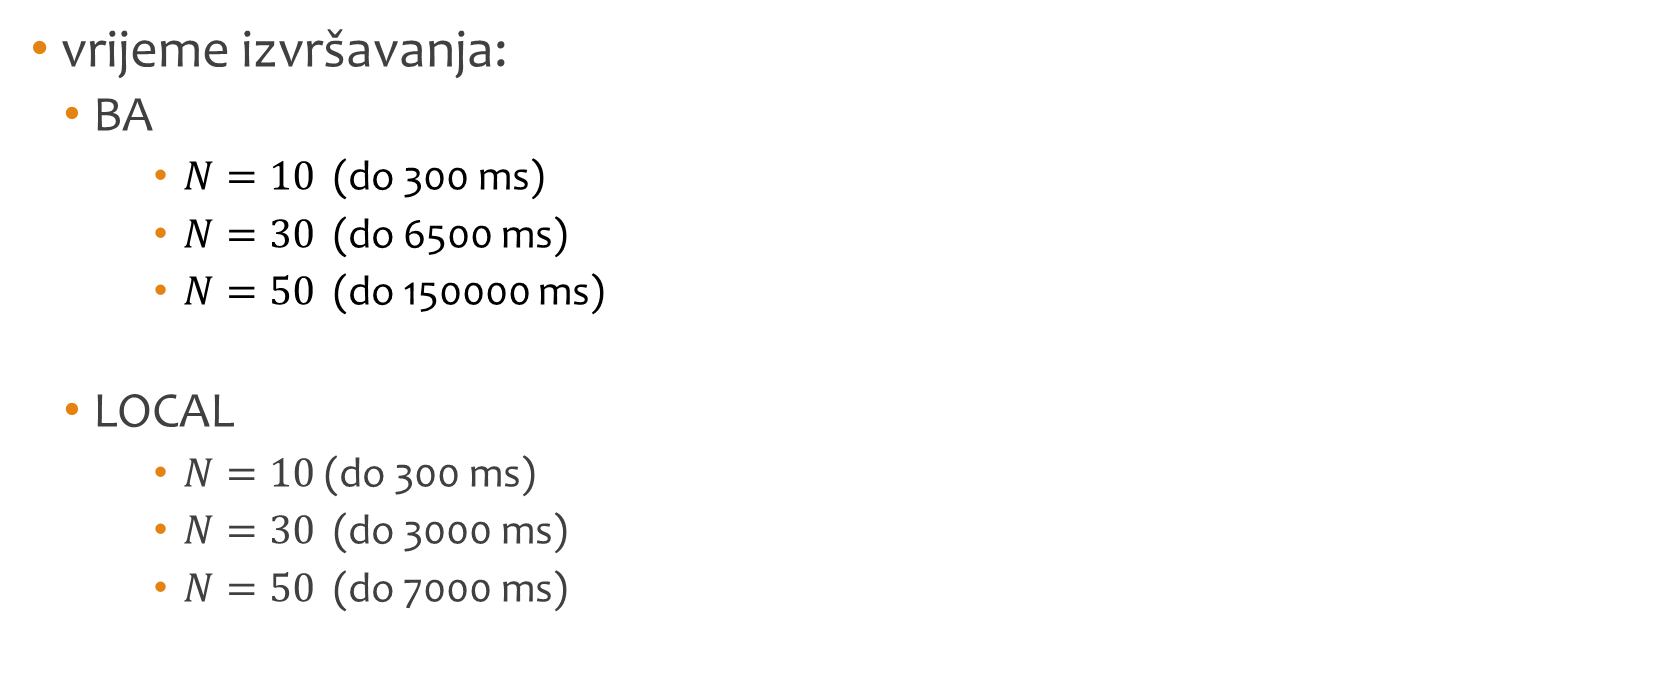 • vrijeme izvršavanja:
• BA
• N = 10 (do 300 ms)
• N = 30 (do 6500 ms)
• N = 50 (do 150000 ms)
• LOCAL
• N = 10 (do 300 ms)
• N = 30 (do 3000 ms)
• N = 50 (do 7000 ms)